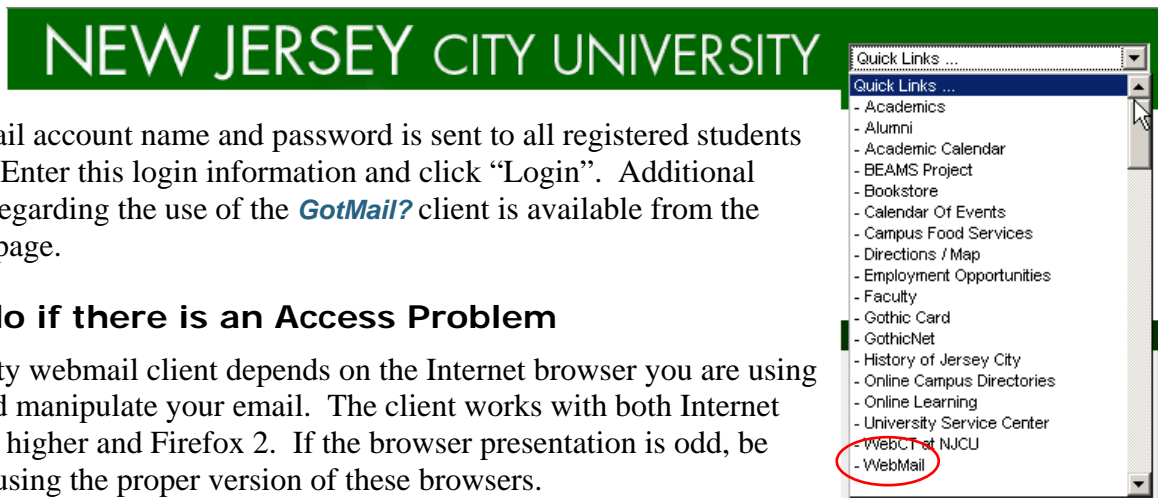 NEW JERSEY CITY UNIVERSITY
ail account name and password is sent to all registered students
Enter this login information and click “Login”. Additional
egarding the use of the GotMail? client is available from the
page.
lo if there is an Access Problem
ty webmail client depends on the Internet browser you are using
d manipulate your email. The client works with both Internet
higher and Firefox 2. If the browser presentation is odd, be
using the proper version of these browsers.
Quick Links ...
Quick Links ...
- Academics
- Alumni
- Academic Calendar
- BEAMS Project
- Bookstore
- Calendar Of Events
- Campus Food Services
- Directions / Map
- Employment Opportunities
- Faculty
- Gothic Card
- GothicNet
- History of Jersey City
- Online Campus Directories
- Online Learning
- University Service Center
- WebCT at NJCU
- WebMail